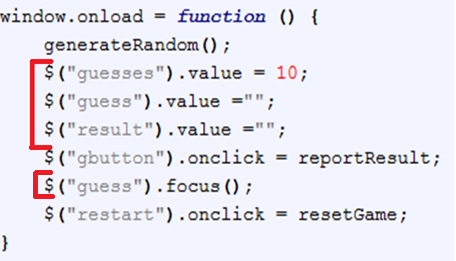 window.onload = function () {
generateRandom();
$("guesses").value = 10;
$("guess").value ="";
$("result").value ="";
$("gbutton").onclick = reportResult;
$("guess").focus();
$("restart").onclick = resetGame;
}